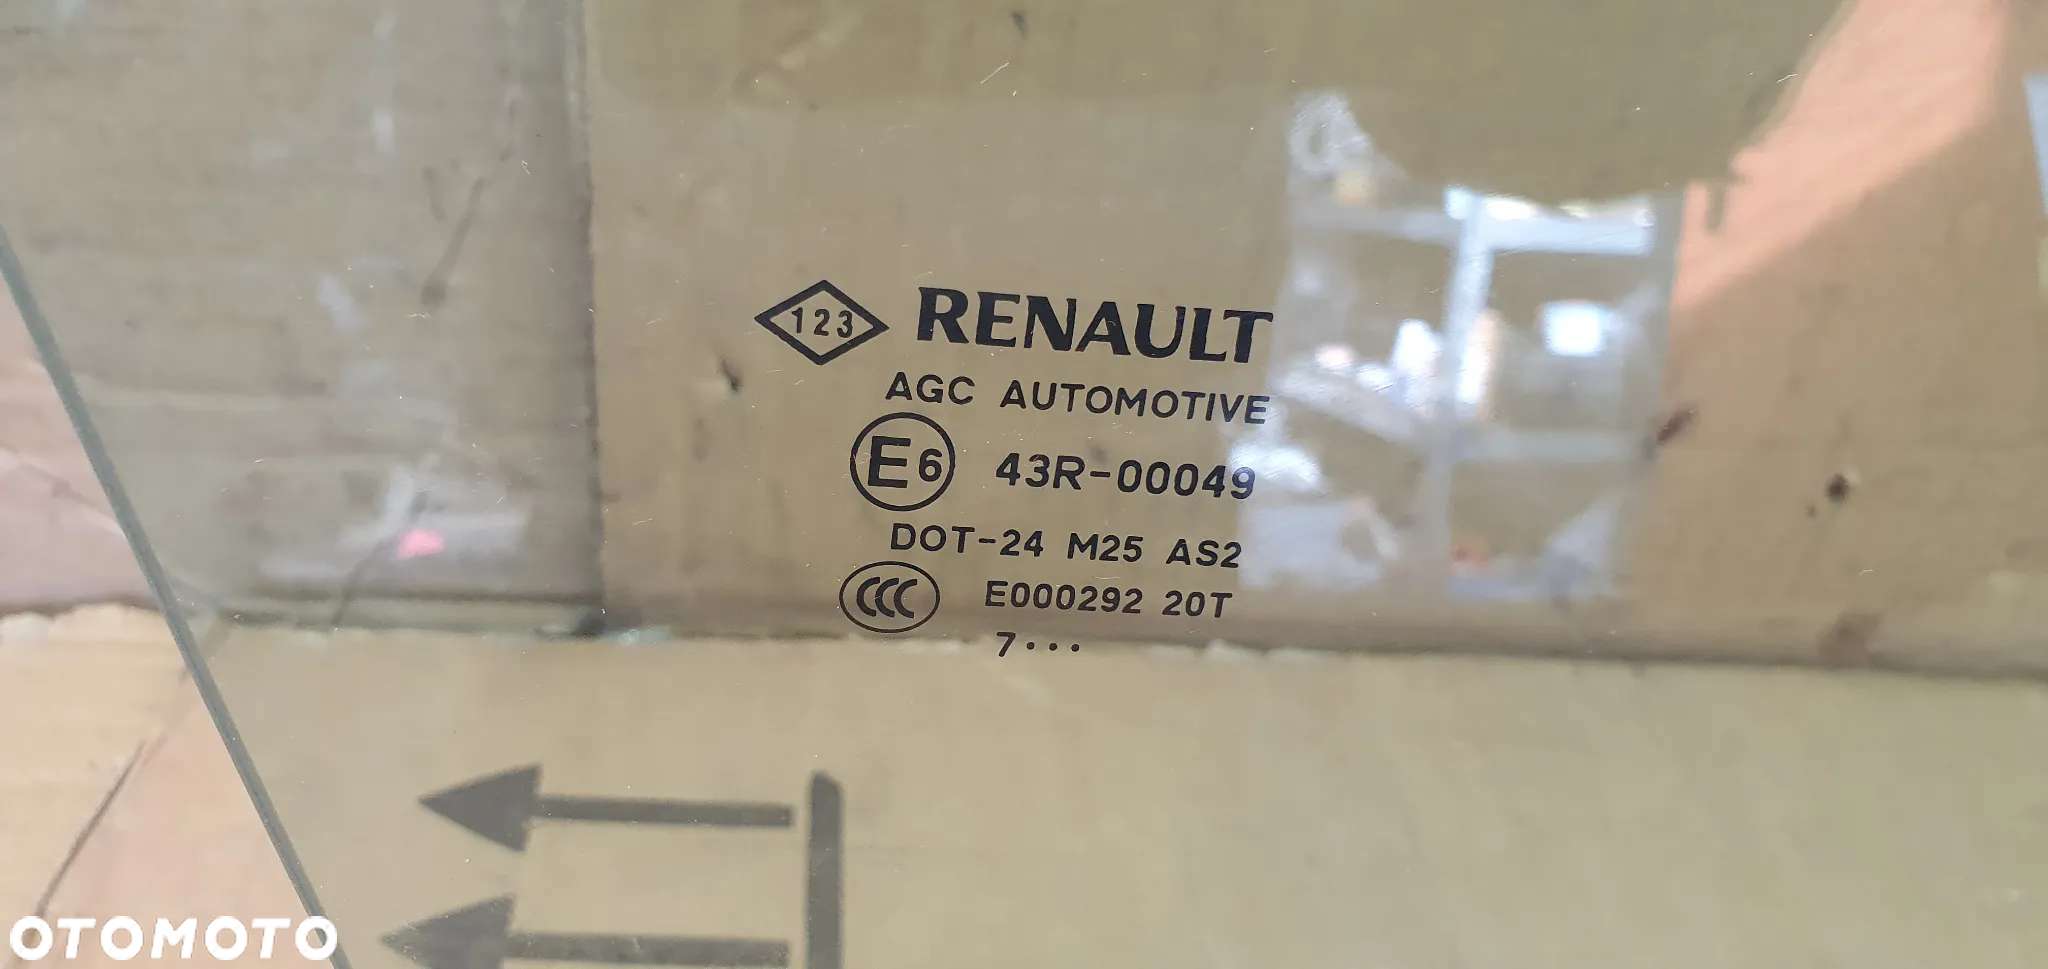 123 RENAULT
AGC AUTOMOTIVE
E6 43R-00049
DOT-24 M25 AS2
CCC E000292 20T
7...
OTOMOTO